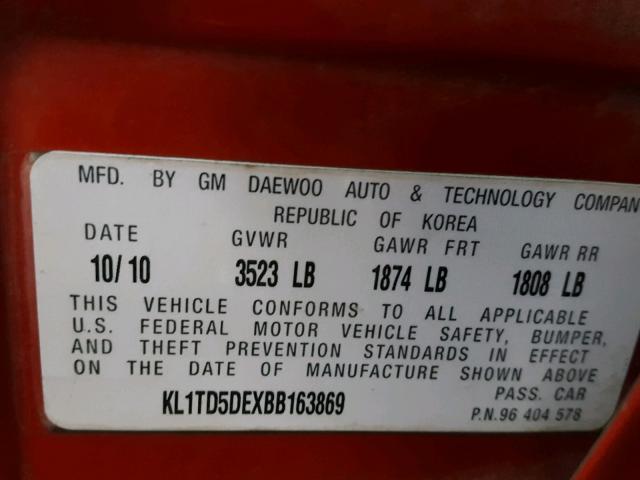 MFD. BY GM DAEWOO AUTO & TECHNOLOGY COMPAN
REPUBLIC OF KOREA
DATE GVWR GAWR FRT GAWR RR
10/10 3523 LB 1874 LB 1808 LB
THIS VEHICLE CONFORMS TO ALL APPLICABLE
U.S. FEDERAL MOTOR VEHICLE SAFETY, BUMPER,
AND THEFT PREVENTION STANDARDS IN EFFECT
ON THE DATE OF MANUFACTURE SHOWN ABOVE
KL1TD5DEXBB163869 PASS. CAR
P.N.96 404 578